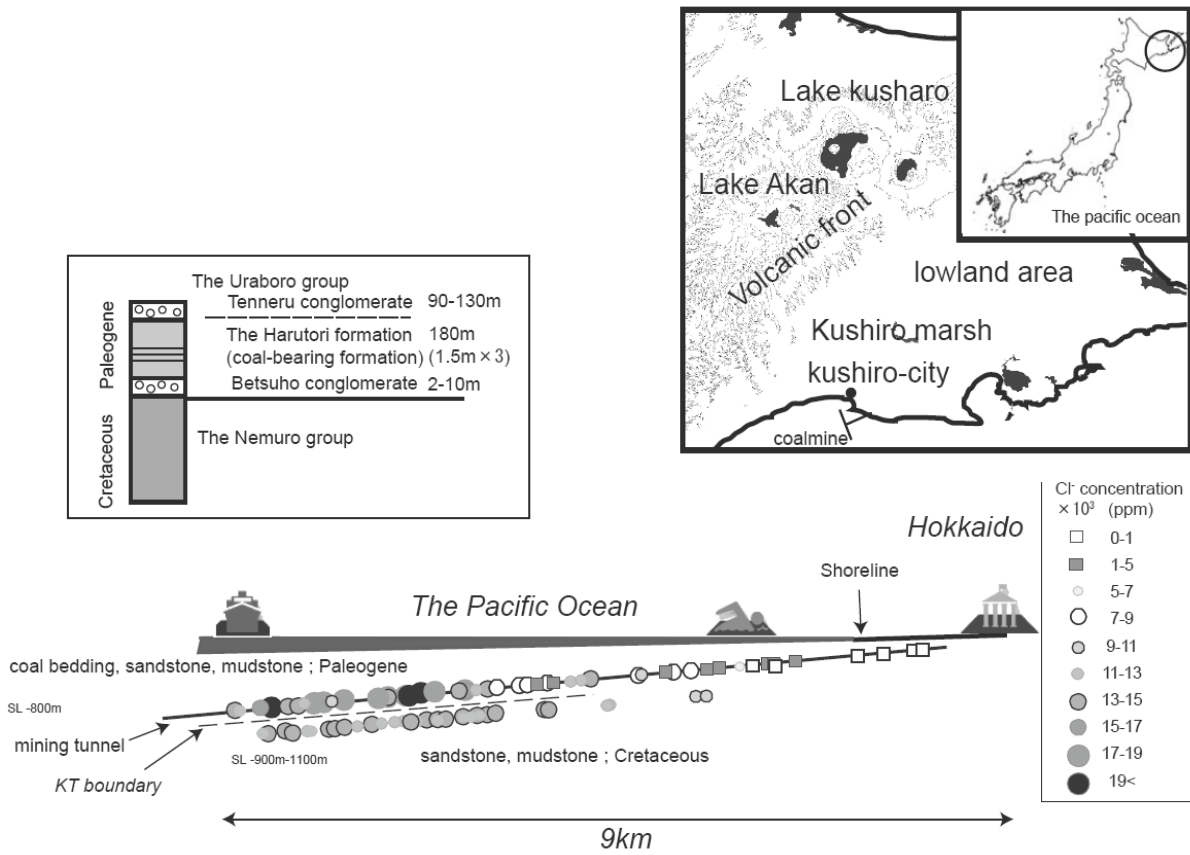 Lake kusharo
Lake Akan
Volcanic front
The pacific ocean
lowland area
Kushiro marsh
kushiro-city
coalmine
The Uraboro group
Tenneru conglomerate 90-130m
The Harutori formation 180m
(coal-bearing formation) (1.5m × 3)
Betsuho conglomerate 2-10m
The Nemuro group
Paleogene
Cretaceous
Hokkaido
Shoreline
The Pacific Ocean
coal bedding, sandstone, mudstone ; Paleogene
SL -800m
mining tunnel
SL -900m-1100m
sandstone, mudstone ; Cretaceous
KT boundary
9km
Cl- concentration
×10³ (ppm)
0-1
1-5
5-7
7-9
9-11
11-13
13-15
15-17
17-19
19<